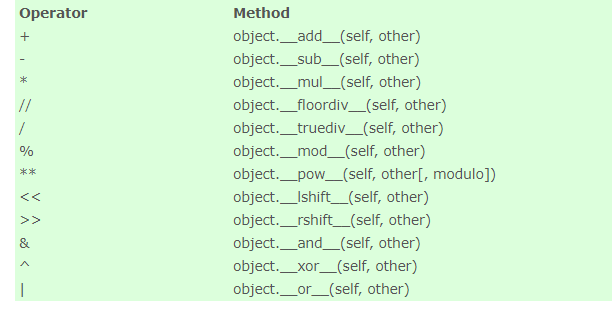 Operator Method
+ object.__add__(self, other)
- object.__sub__(self, other)
* object.__mul__(self, other)
// object.__floordiv__(self, other)
/ object.__truediv__(self, other)
% object.__mod__(self, other)
** object.__pow__(self, other[, modulo])
<< object.__lshift__(self, other)
>> object.__rshift__(self, other)
& object.__and__(self, other)
^ object.__xor__(self, other)
| object.__or__(self, other)